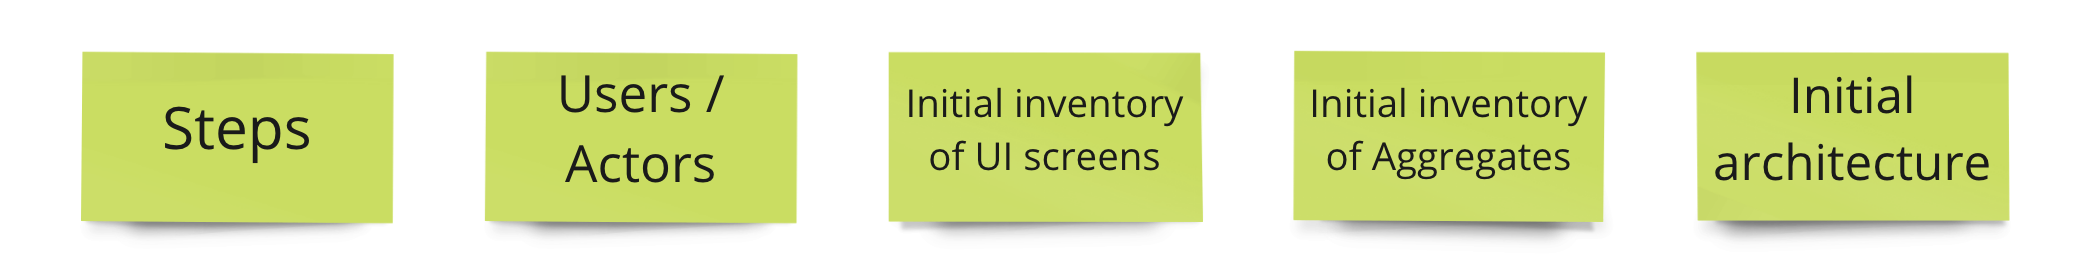 Steps
Users /
Actors
Initial inventory
of UI screens
Initial inventory
of Aggregates
Initial
architecture